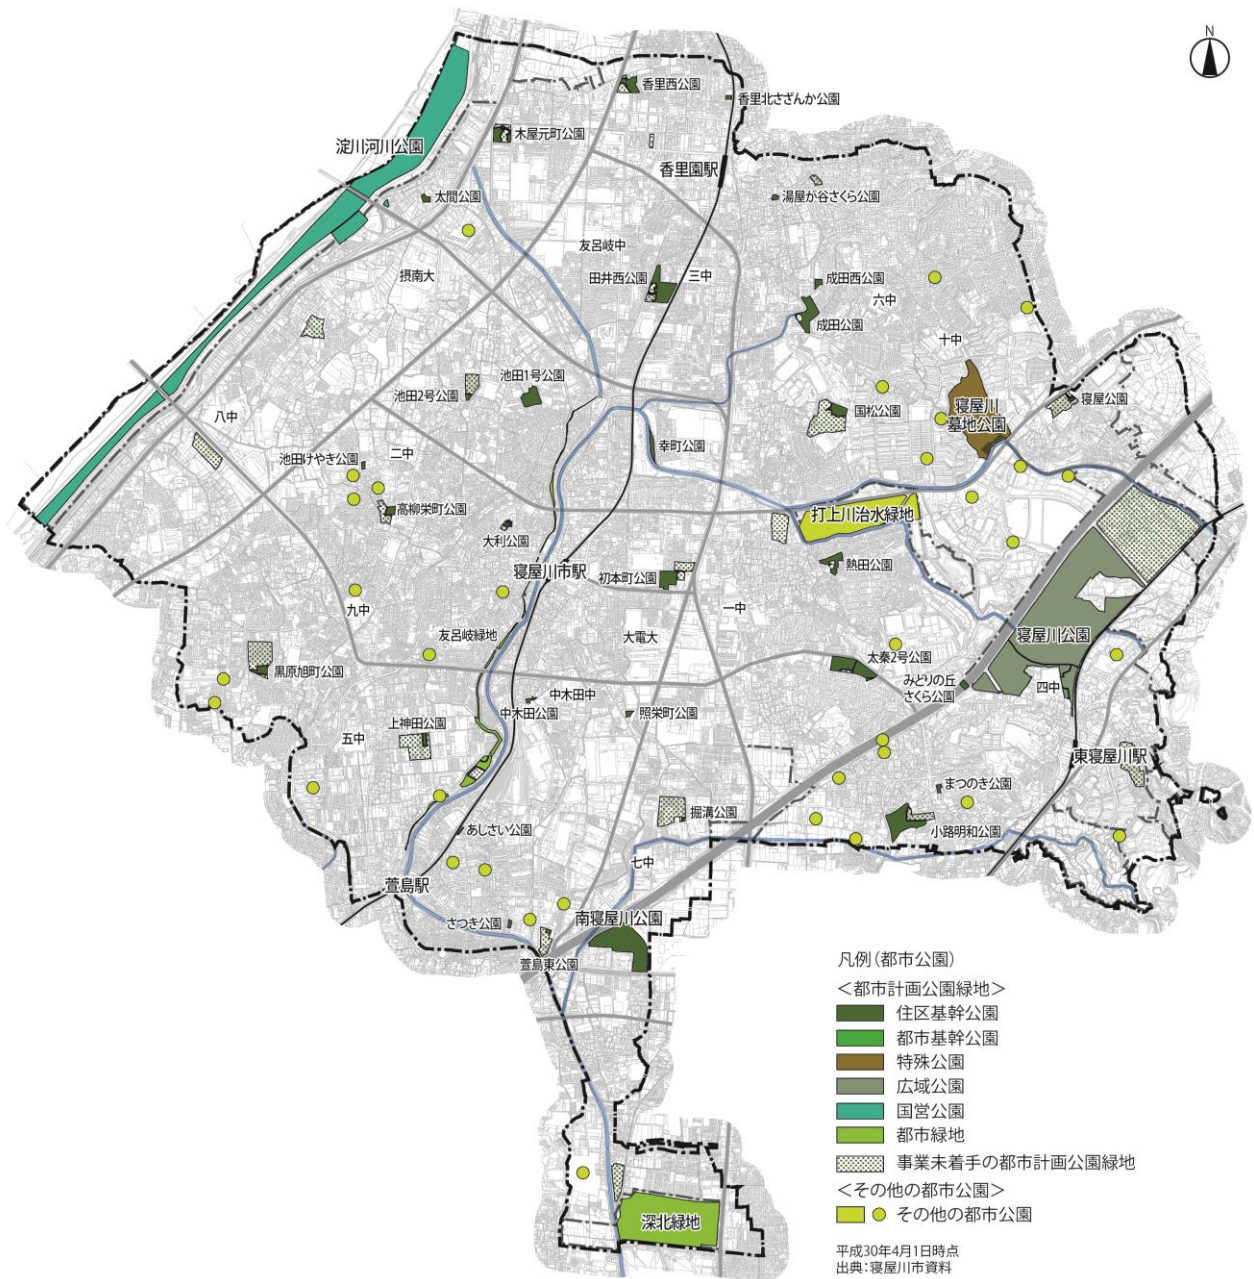 N
香里西公園
香里北さざんか公園
木屋元町公園
淀川河川公園
香里園駅
太間公園
湯屋が谷さくら公園
友呂岐中
摂南大
田井西公園
三中
成田西公園
六中
成田公園
十中
池田1号公園
池田2号公園
寝屋川
墓地公園
寝屋公園
国松公園
八中
幸町公園
二中
池田けやき公園
高柳栄町公園
打上川治水緑地
大利公園
寝屋川市駅
熱田公園
初本町公園
九中
一中
友呂岐緑地
大電大
寝屋川公園
黒原旭町公園
太秦2号公園
みどりの丘
さくら公園
四中
中木田中
中木田公園
照栄町公園
上神田公園
五中
東寝屋川駅
まつのき公園
堀溝公園
あしさい公園
小路明和公園
七中
萱島駅
さつき公園
南寝屋川公園
萱島東公園
凡例(都市公園)
<都市計画公園緑地>
住区基幹公園
都市基幹公園
特殊公園
広域公園
国営公園
都市緑地
事業未着手の都市計画公園緑地
<その他の都市公園>
その他の都市公園
深北緑地
平成30年4月1日時点
出典:寝屋川市資料